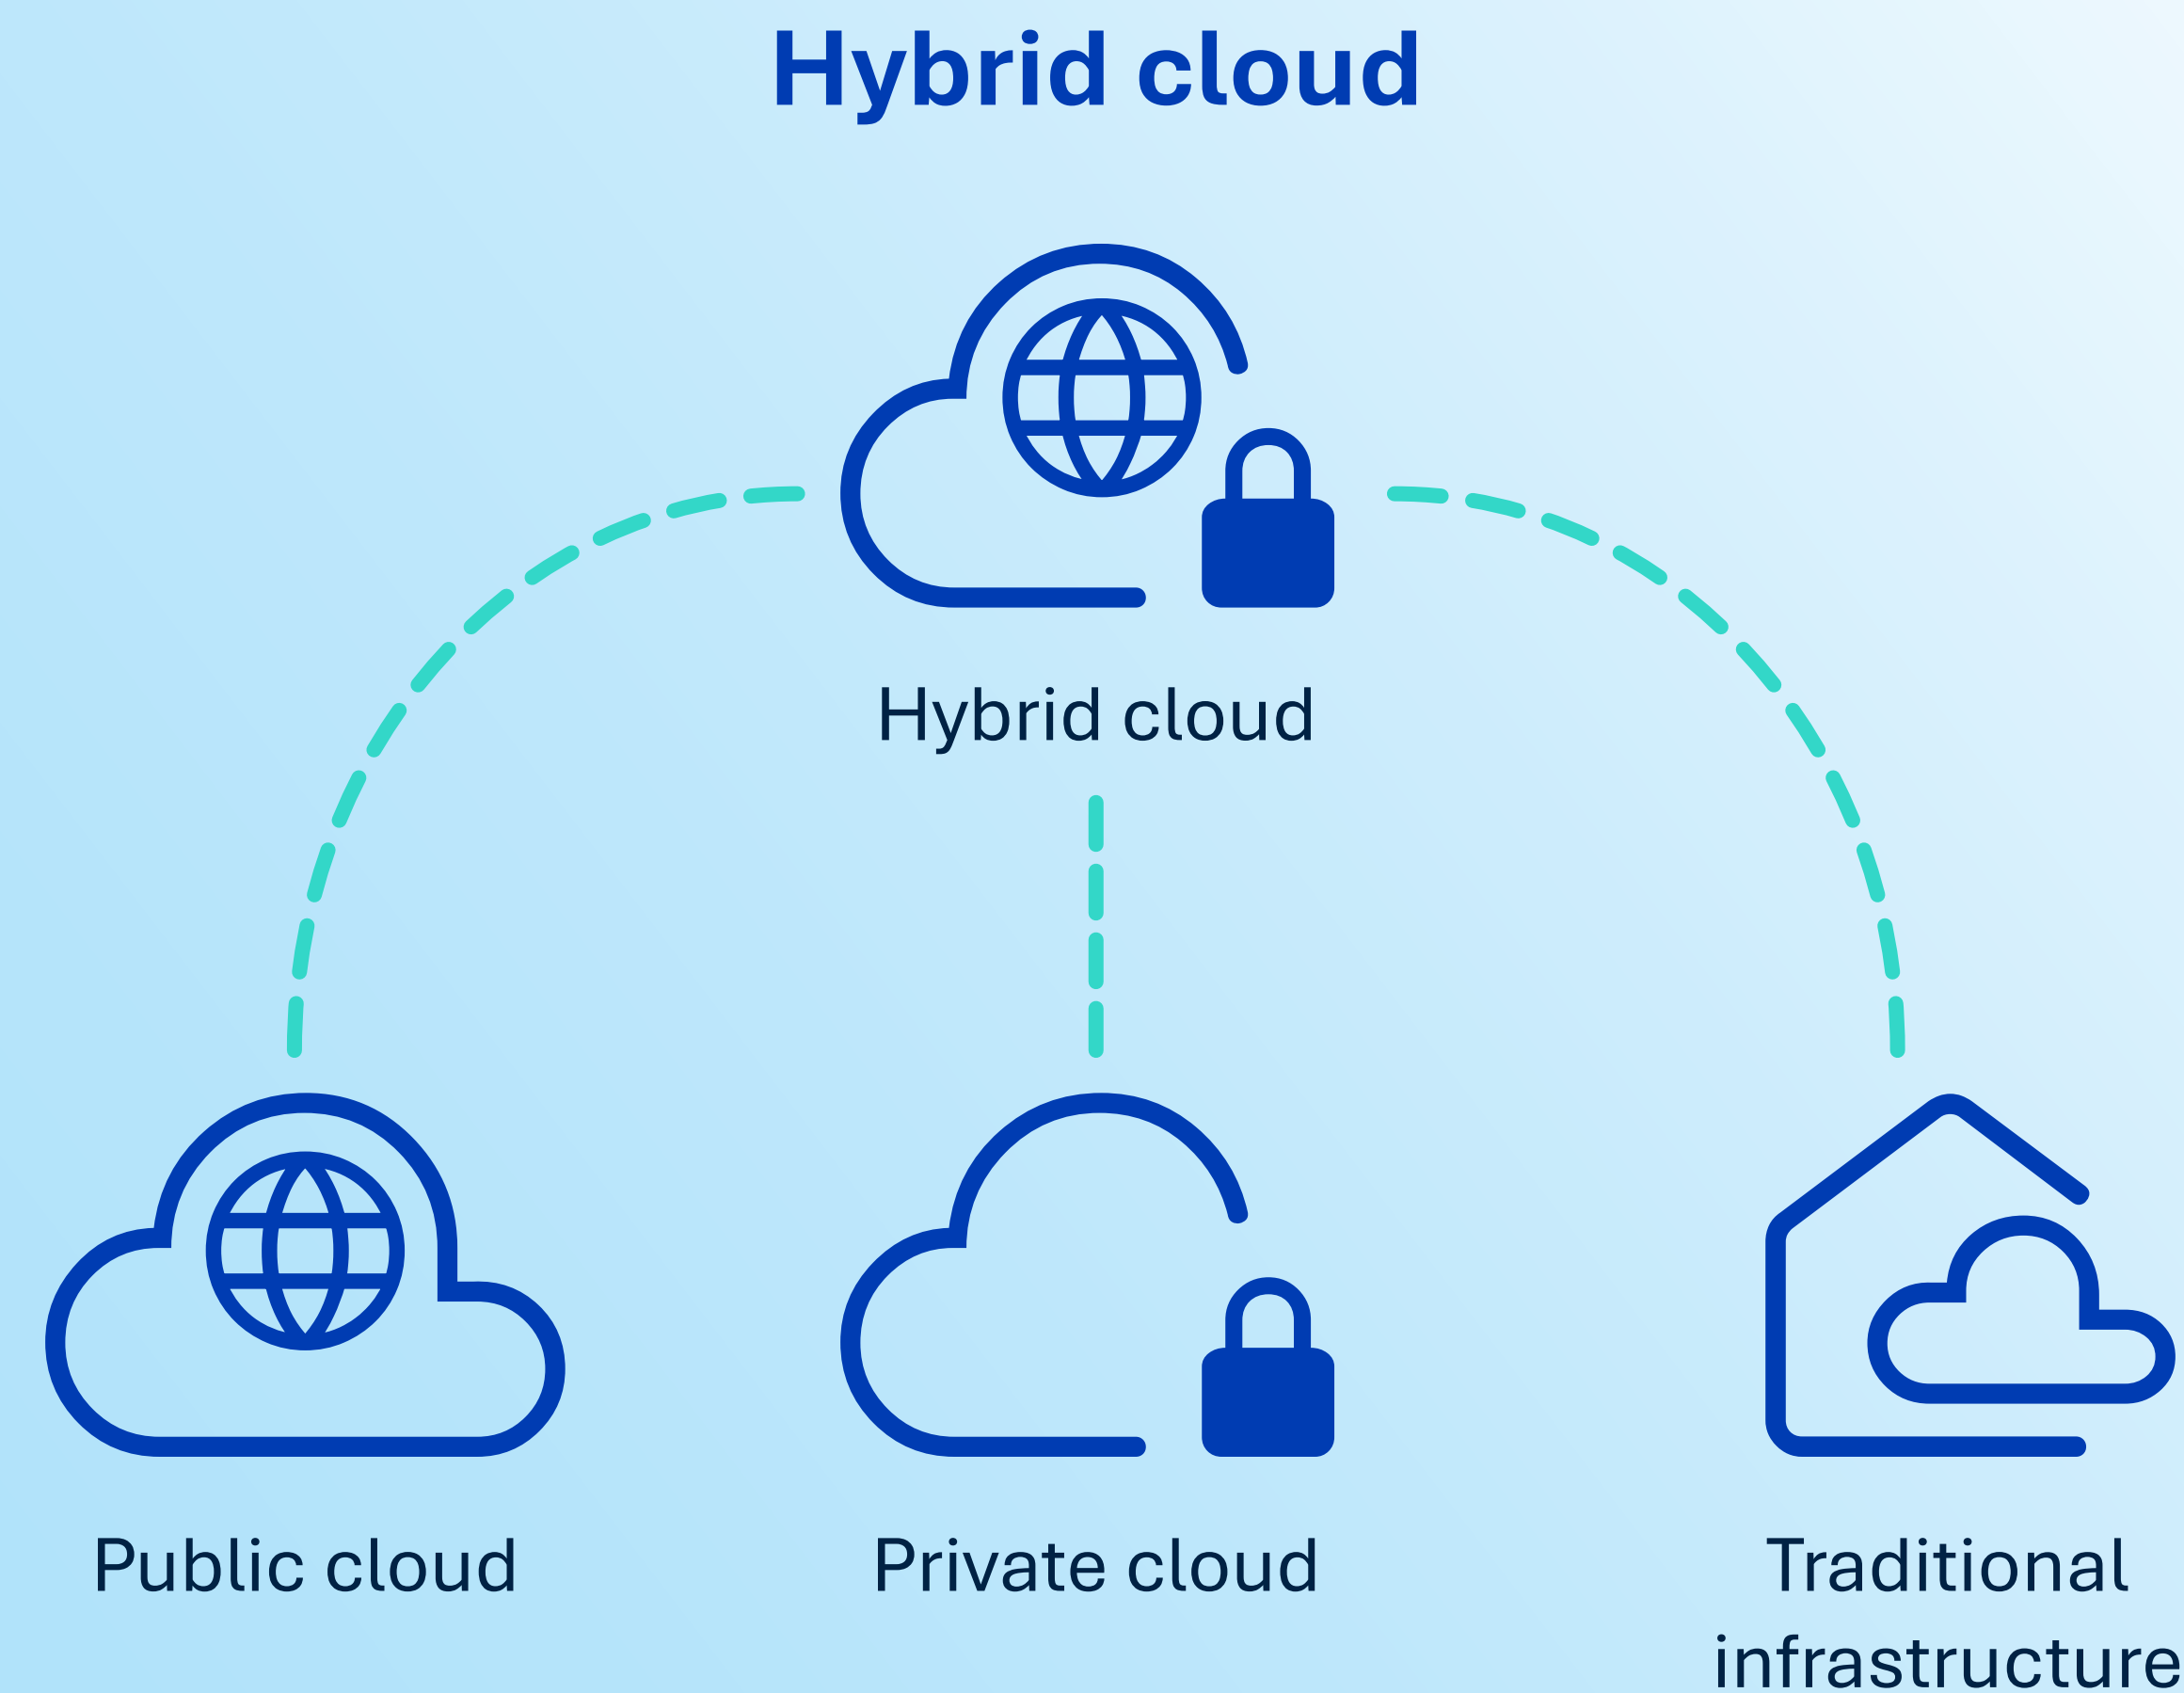 Hybrid cloud
Hybrid cloud
Public cloud
Private cloud
Traditional
infrastructure